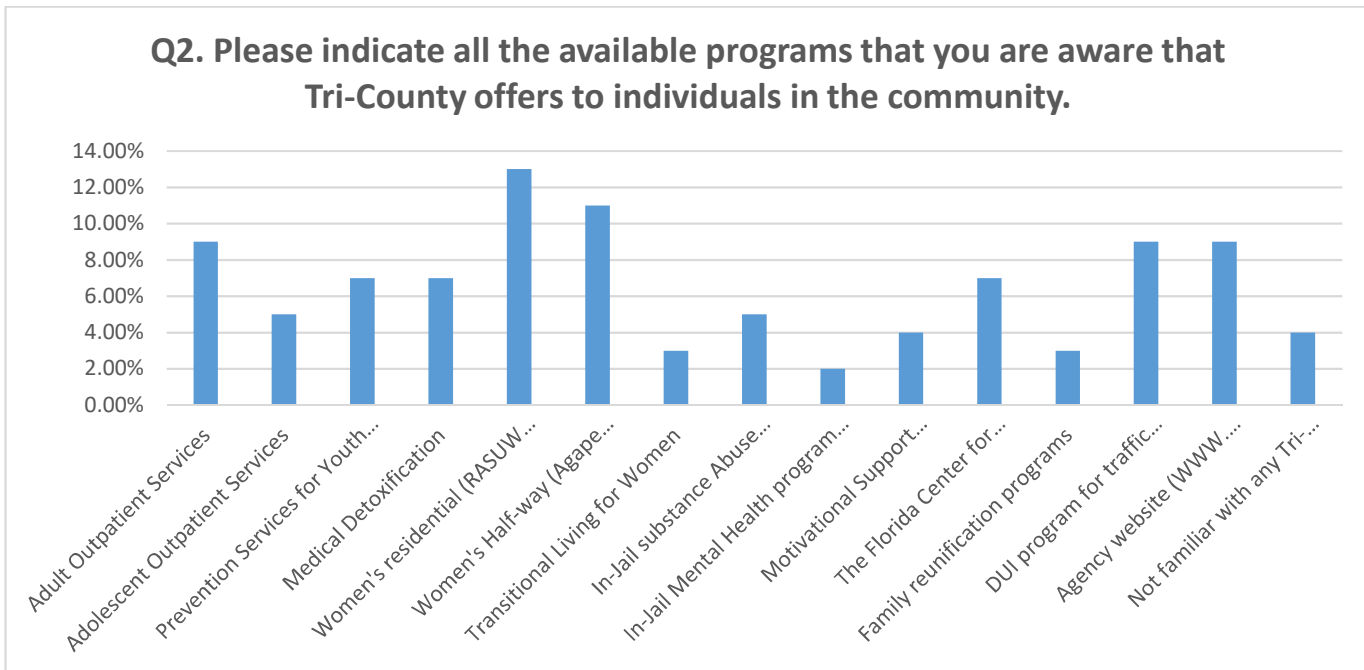 Q2. Please indicate all the available programs that you are aware that
Tri-County offers to individuals in the community.
14.00%
12.00%
10.00%
8.00%
6.00%
4.00%
2.00%
0.00%
Adult Outpatient Services
Adolescent Outpatient Services
Prevention Services for Youth...
Medical Detoxification
Women's residential (RASUW...
Women's Half-way (Agape...
Transitional Living for Women
In-Jail substance Abuse...
In-Jail Mental Health program...
Motivational Support...
The Florida Center for...
Family reunification programs
DUI program for traffic...
Agency website (WWW....
Not familiar with any Tri-...